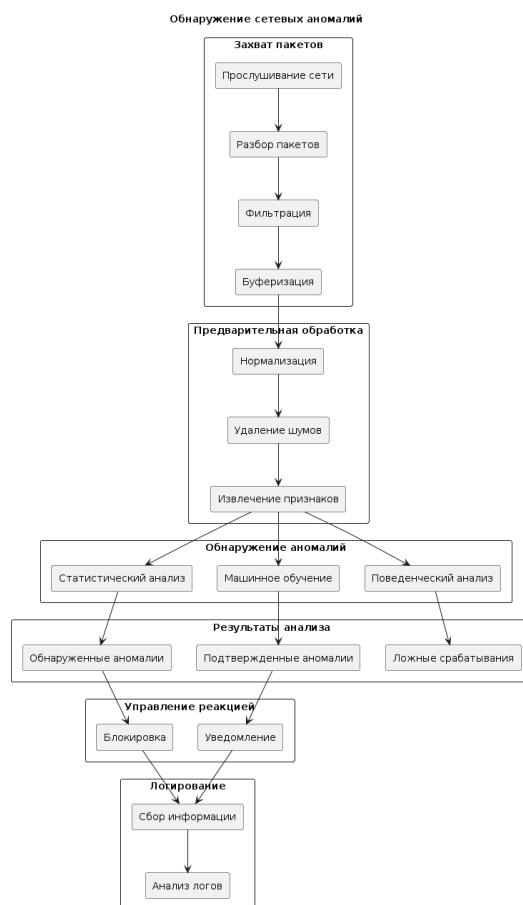 Обнаружение сетевых аномалий
Захват пакетов
Прослушивание сети
Разбор пакетов
Фильтрация
Буферизация
Предварительная обработка
Нормализация
Удаление шумов
Извлечение признаков
Обнаружение аномалий
Статистический анализ
Машинное обучение
Поведенческий анализ
Результаты анализа
Обнаруженные аномалии
Подтвержденные аномалии
Ложные срабатывания
Управление реакцией
Блокировка
Уведомление
Логирование
Сбор информации
Анализ логов